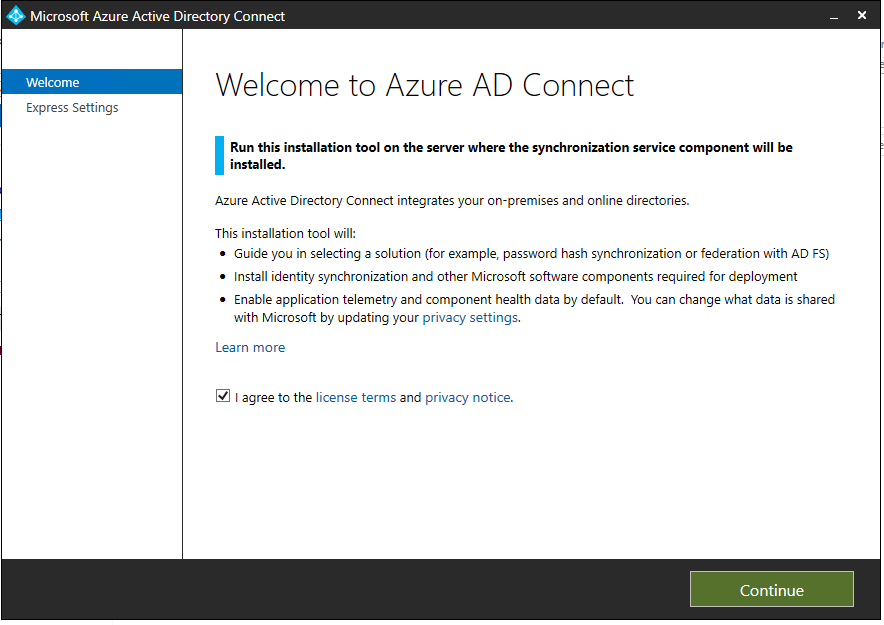 Microsoft Azure Active Directory Connect
Welcome
Express Settings
Welcome to Azure AD Connect
Run this installation tool on the server where the synchronization service component will be
installed.
Azure Active Directory Connect integrates your on-premises and online directories.
This installation tool will:
• Guide you in selecting a solution (for example, password hash synchronization or federation with AD FS)
• Install identity synchronization and other Microsoft software components required for deployment
• Enable application telemetry and component health data by default.  You can change what data is shared
with Microsoft by updating your privacy settings.
Learn more
I agree to the license terms and privacy notice.
Continue